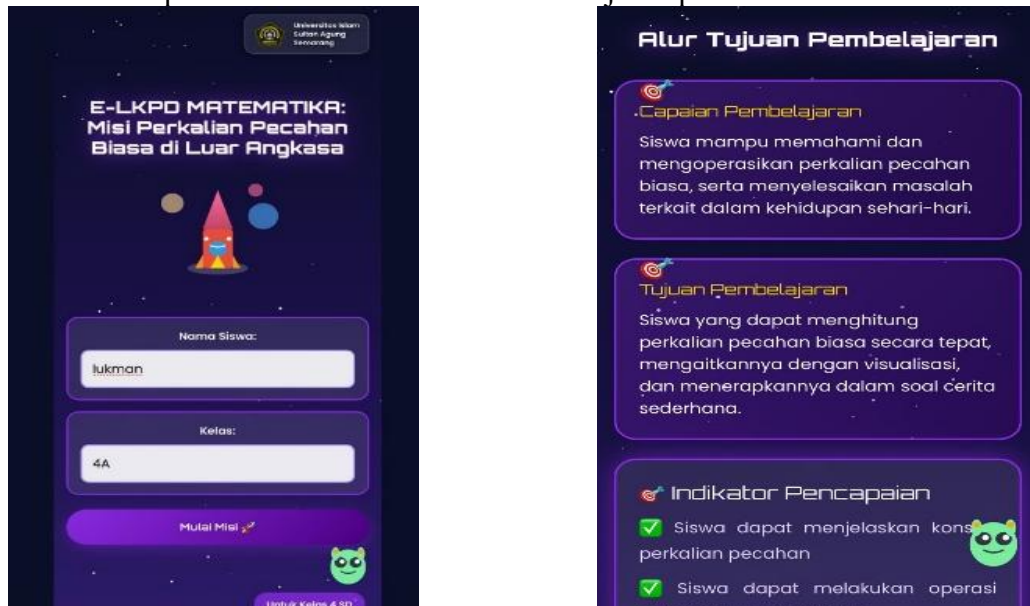 Universitas Islam
Sultan Agung
Semarang
E-LKPD MATEMATIKA:
Misi Perkalian Pecahan
Biasa di Luar Angkasa
Nama Siswa:
lukman
Kelas:
4A
Mulai Misi
Untuk Kelas 4 SD
Alur Tujuan Pembelajaran
Capaian Pembelajaran
Siswa mampu memahami dan
mengoperasikan perkalian pecahan
biasa, serta menyelesaikan masalah
terkait dalam kehidupan sehari-hari.
Tujuan Pembelajaran
Siswa yang dapat menghitung
perkalian pecahan biasa secara tepat,
mengaitkannya dengan visualisasi,
dan menerapkannya dalam soal cerita
sederhana.
Indikator Pencapaian
Siswa dapat menjelaskan
perkalian pecahan
Siswa dapat melakukan operasi